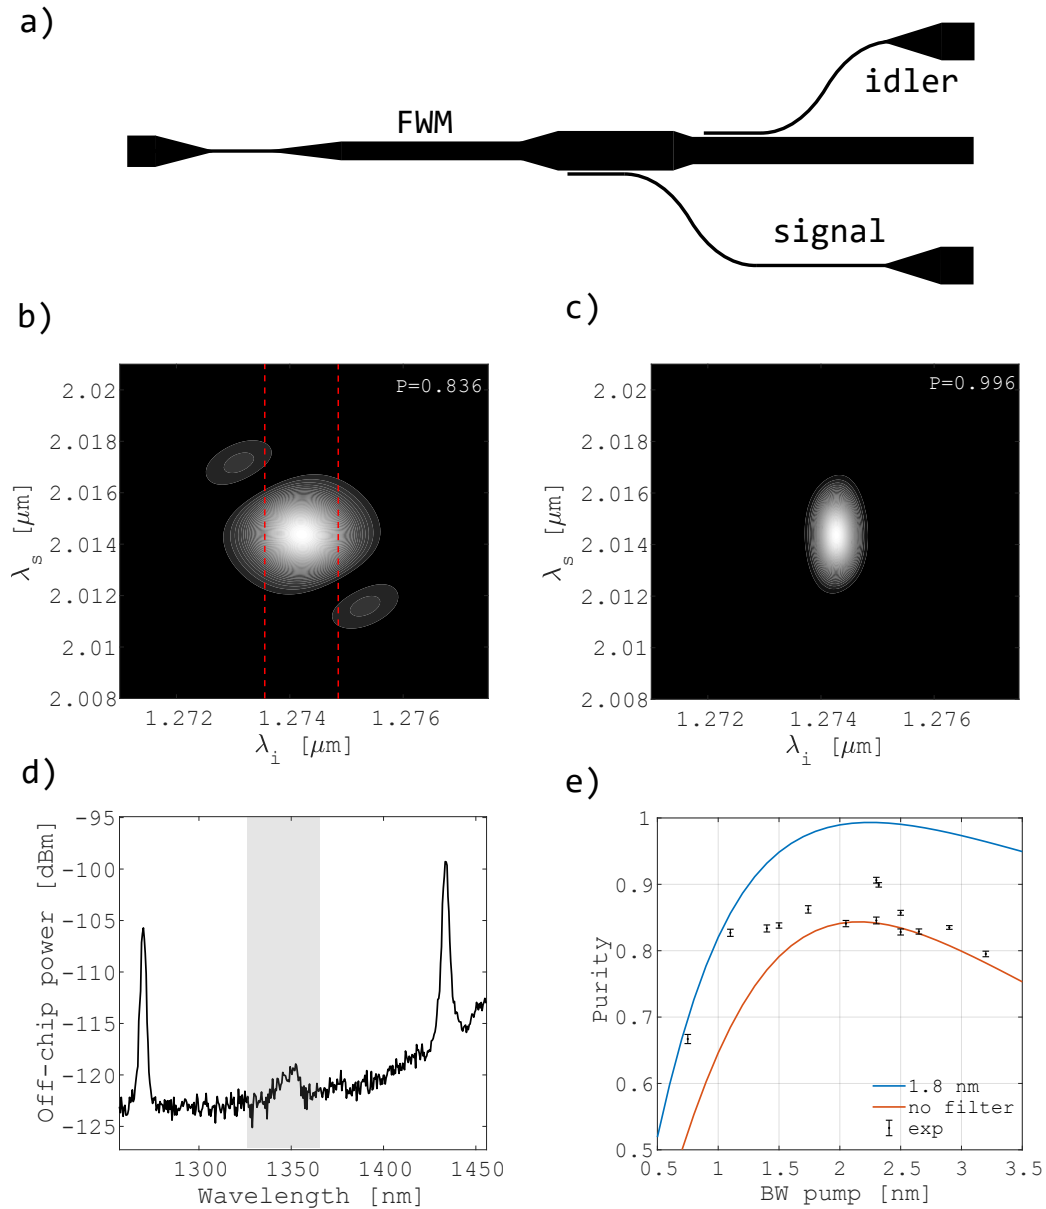 a)
idler
FWM
signal
b)
P=0.836
2.02
2.018
2.016
2.014
2.012
2.01
2.008
λs [μm]
1.272
1.274
1.276
λi [μm]
c)
P=0.996
2.02
2.018
2.016
2.014
2.012
2.01
2.008
λs [μm]
1.272
1.274
1.276
λi [μm]
d)
-95
-100
-105
-110
-115
-120
-125
Off-chip power [dBm]
1300
1350
1400
1450
Wavelength [nm]
e)
1
0.9
0.8
0.7
0.6
0.5
Purity
1.8 nm
no filter
exp
0.5
1
1.5
2
2.5
3
3.5
BW pump [nm]